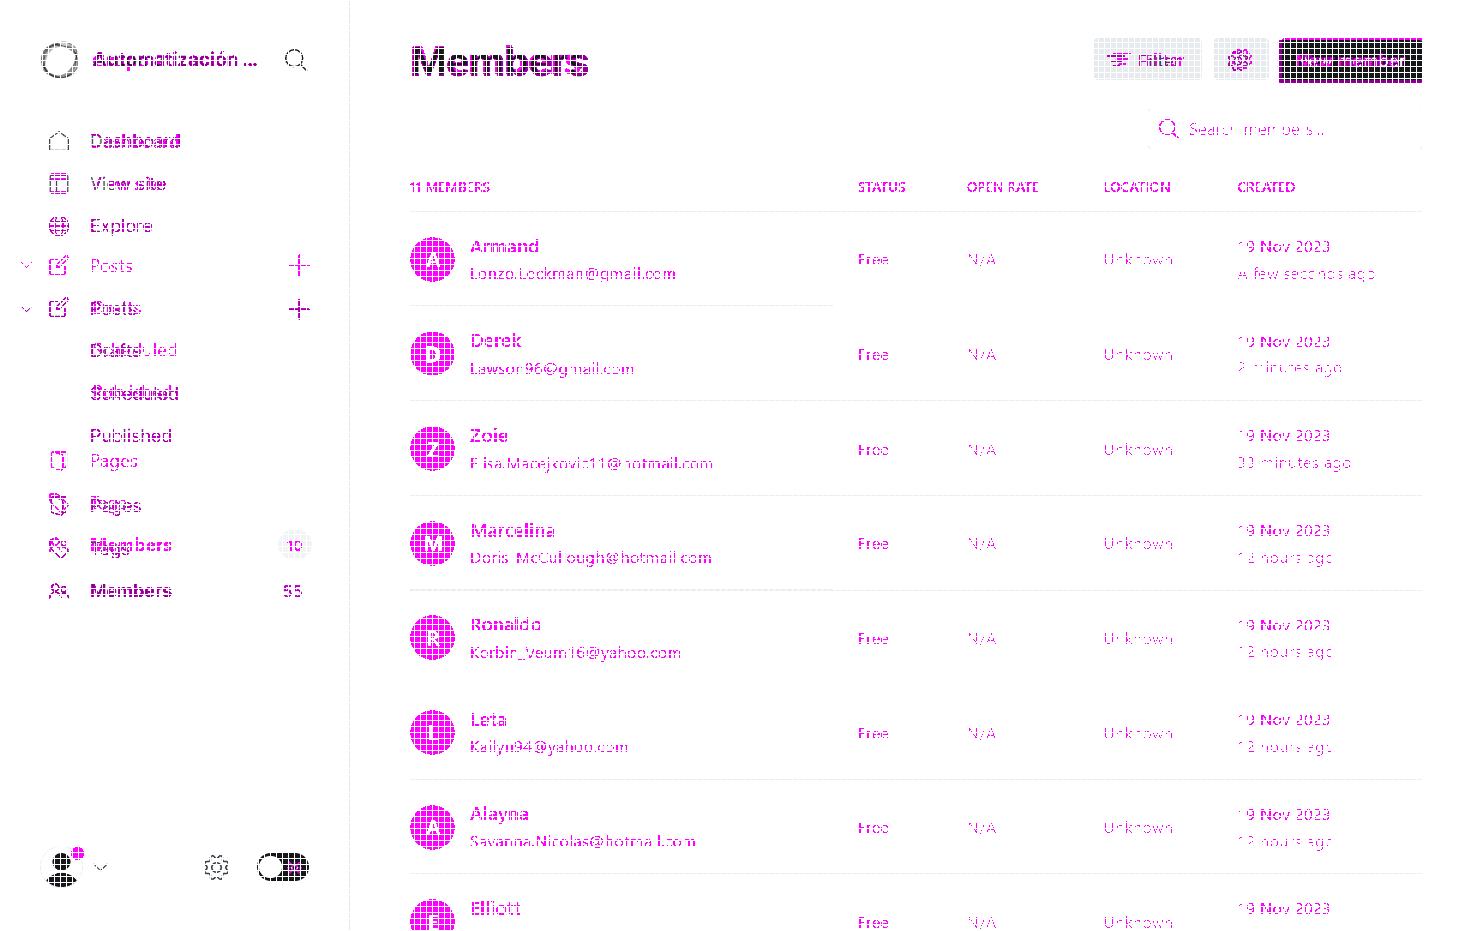 Automatización ...
Dashboard
View site
Explore
Posts
Posts
Scheduled
Published
Pages
Pages
Members
10
Members
55
Members
Filter
New member
Search members...
11 MEMBERS STATUS OPEN RATE LOCATION CREATED
A Armand Free N/A Unknown 19 Nov 2023
Lonzo.Lockman@gmail.com A few seconds ago
D Derek Free N/A Unknown 19 Nov 2023
Lawson96@gmail.com 2 minutes ago
Z Zoie Free N/A Unknown 19 Nov 2023
Elisa.Macejkovic11@hotmail.com 33 minutes ago
M Marcelina Free N/A Unknown 19 Nov 2023
Doris_McCullough@hotmail.com 12 hours ago
R Ronaldo Free N/A Unknown 19 Nov 2023
Korbin_Veum16@yahoo.com 12 hours ago
L Leta Free N/A Unknown 19 Nov 2023
Kailyn94@yahoo.com 12 hours ago
A Alayna Free N/A Unknown 19 Nov 2023
Savanna.Nicolas@hotmail.com 12 hours ago
E Elliott Free N/A Unknown 19 Nov 2023